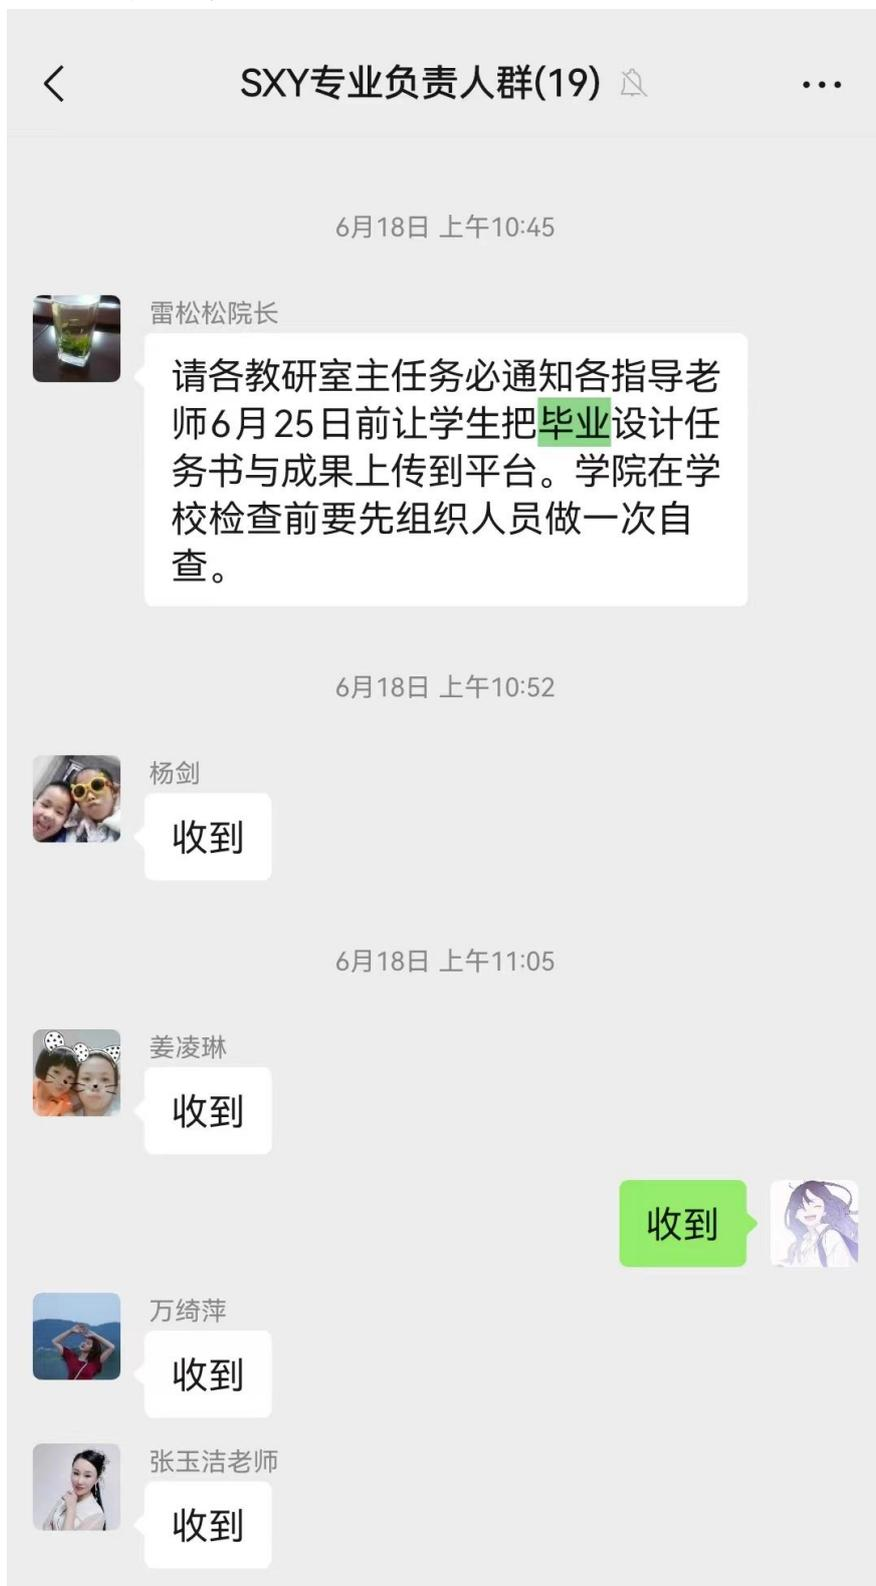 SXY专业负责人群(19)
6月18日 上午10:45
雷松松院长
请各教研室主任务必通知各指导老
师6月25日前让学生把毕业设计任
务书与成果上传到平台。学院在学
校检查前要先组织人员做一次自
查。
6月18日 上午10:52
杨剑
收到
6月18日 上午11:05
姜凌琳
收到
收到
万绮萍
收到
张玉洁老师
收到